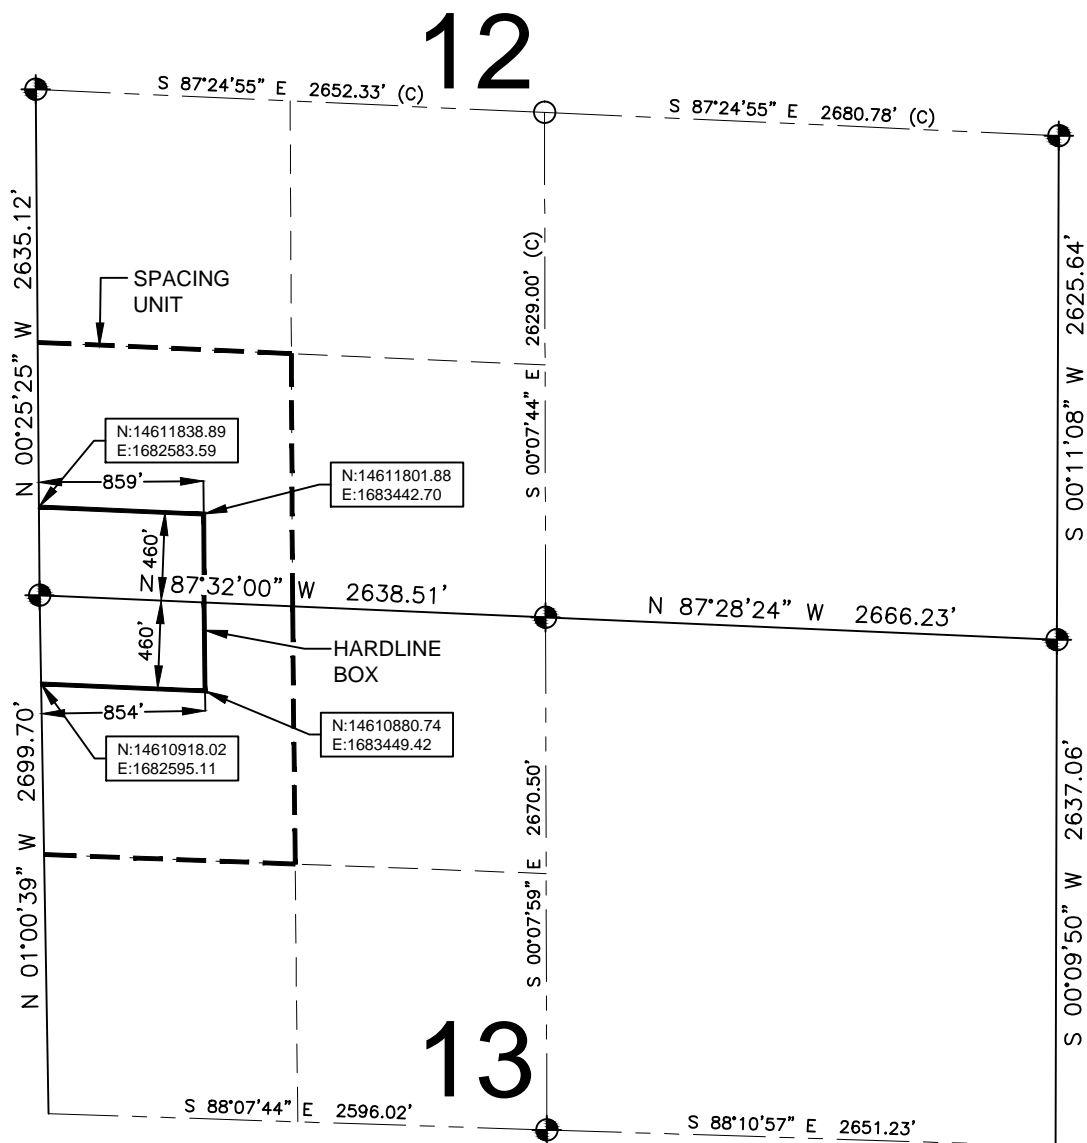 12
S 87°24'55" E 2652.33' (C)
S 87°24'55" E 2680.78' (C)
N 00°25'25" W 2635.12'
SPACING
UNIT
S 00°07'44" E 2629.00' (C)
S 00°11'08" W 2625.64'
N:14611838.89
E:1682583.59
859'
N:14611801.88
E:1683442.70
460'
N 87°32'00" W 2638.51'
N 87°28'24" W 2666.23'
460'
HARDLINE
BOX
854'
N:14610880.74
E:1683449.42
N:14610918.02
E:1682595.11
N 01°00'39" W 2699.70'
S 00°07'59" E 2670.50'
S 00°09'50" W 2637.06'
13
S 88°07'44" E 2596.02'
S 88°10'57" E 2651.23'